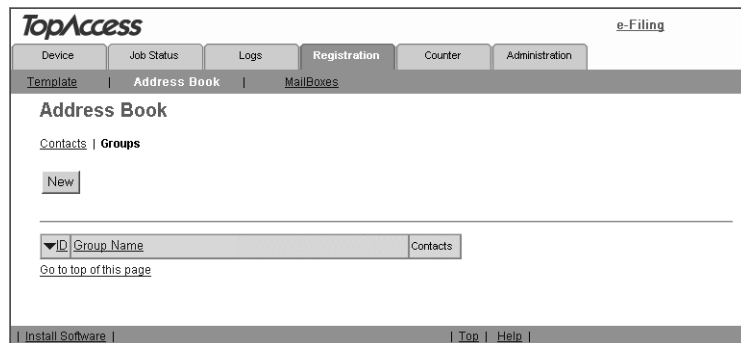 TopAccess
e-Filing
Device Job Status Logs Registration Counter Administration
Template | Address Book | MailBoxes
Address Book
Contacts | Groups
New
ID Group Name Contacts
Go to top of this page
| Install Software | | Top | Help |